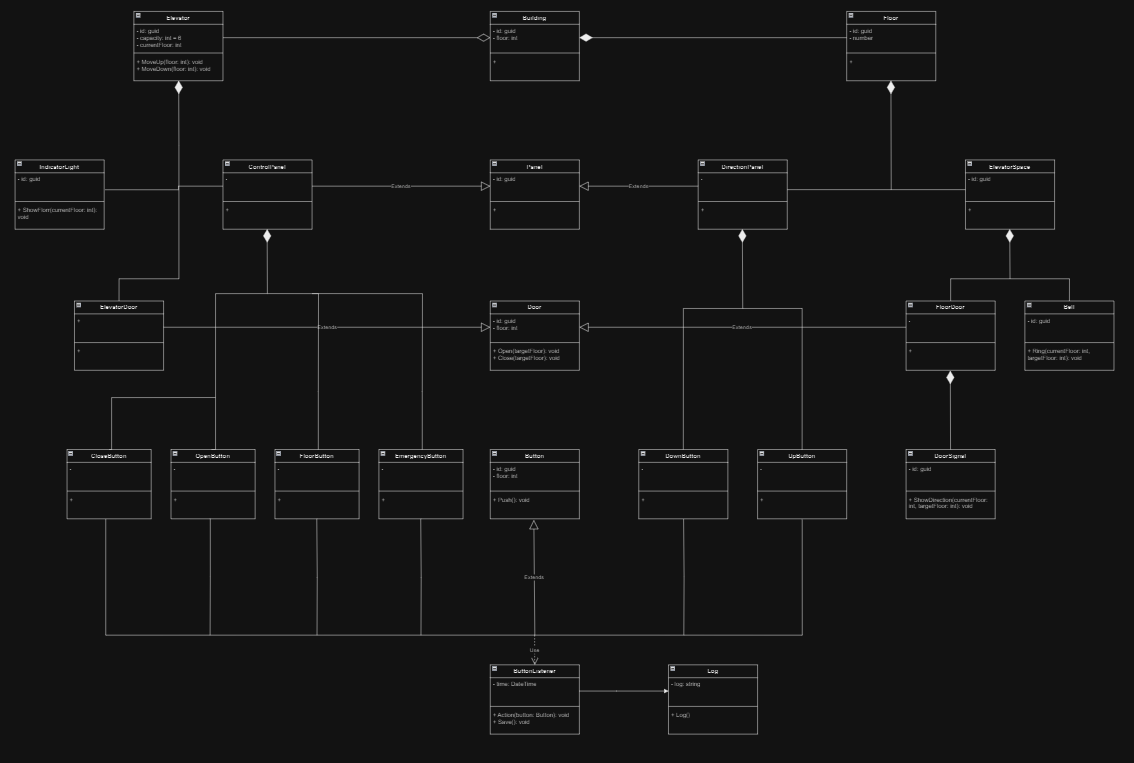 Elevator
- id: guid
- capacity: int = 6
- currentFloor: int
+ MoveUp(floor: int): void
+ MoveDown(floor: int): void
Building
- id: guid
- floor: int
+
Floor
- id: guid
- number
+
IndicatorLight
- id: guid
+ ShowFlorr(currentFloor: int):
void
ControlPanel
-
+
Extends
Panel
- id: guid
+
Extends
DirectionPanel
-
+
ElevatorSpace
- id: guid
+
ElevatorDoor
+
+
Extends
Door
- id: guid
- floor: int
+ Open(targetFloor): void
+ Close(targetFloor): void
Extends
FloorDoor
-
+
Bell
- id: guid
+ Ring(currentFloor: int,
targetFloor: int): void
CloseButton
-
+
OpenButton
-
+
FloorButton
-
+
EmergencyButton
-
+
Button
- id: guid
- floor: int
+ Push(): void
DownButton
-
+
UpButton
-
+
DoorSignal
- id: guid
+ ShowDirection(currentFloor:
int, targetFloor: int): void
Extends
Use
ButtonListener
- time: DateTime
+ Action(button: Button): void
+ Save(): void
Log
- log: string
+ Log()